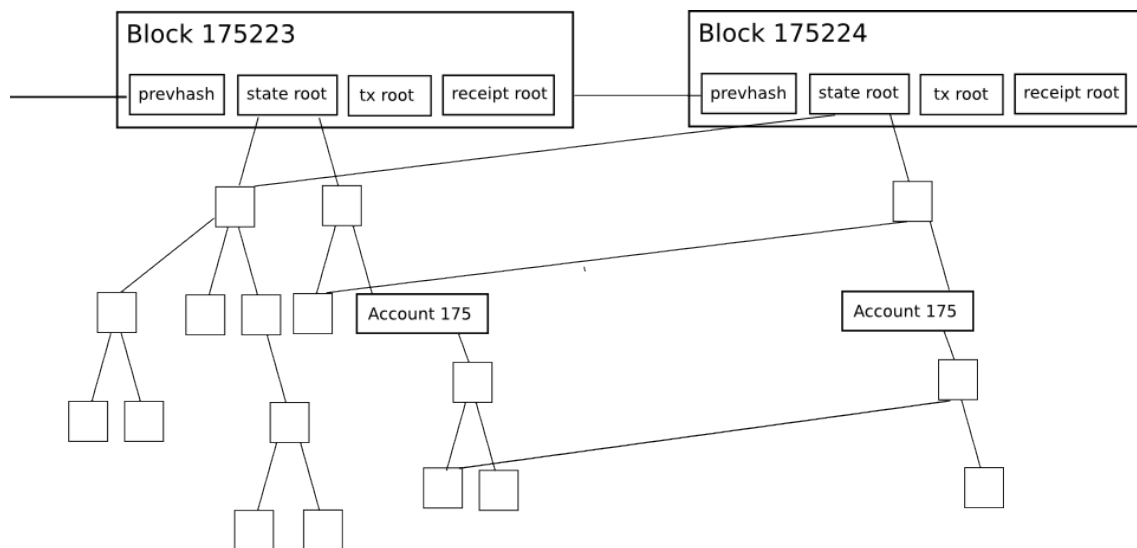 Block 175223
prevhash
state root
tx root
receipt root
Block 175224
prevhash
state root
tx root
receipt root
Account 175
Account 175